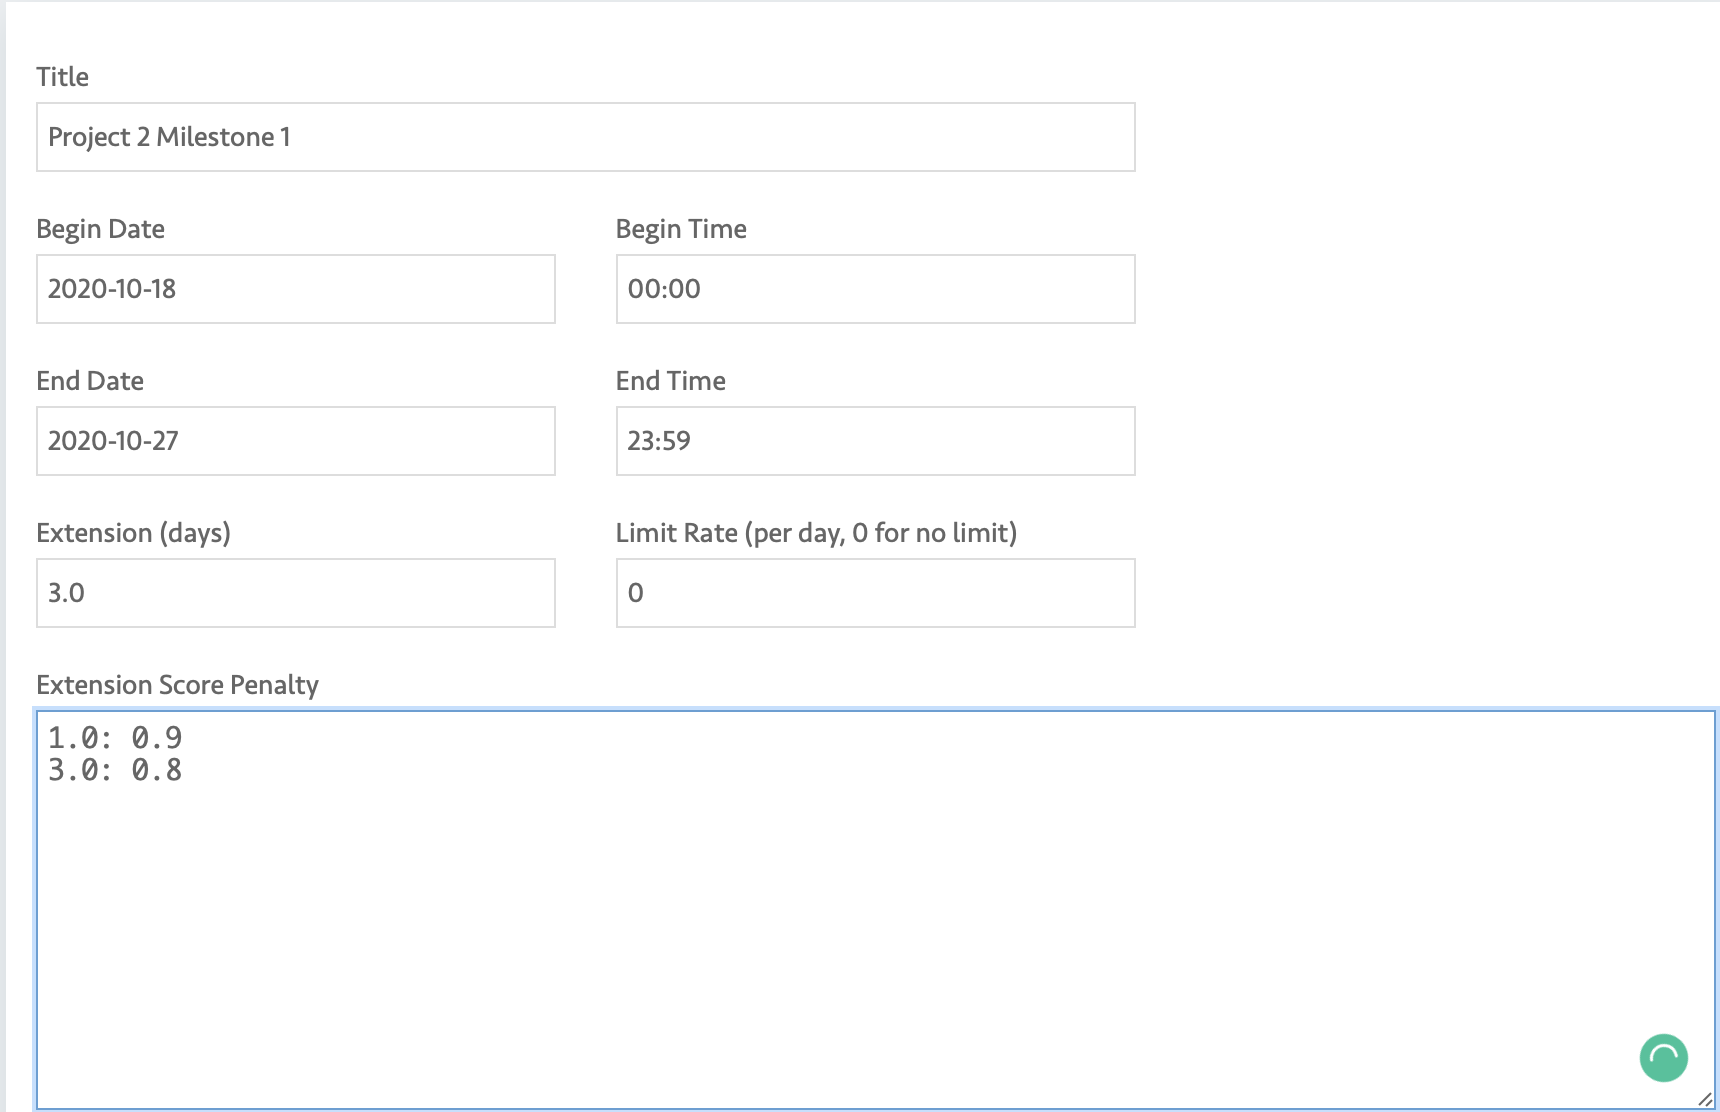 Title
Project 2 Milestone 1
Begin Date
Begin Time
2020-10-18
00:00
End Date
End Time
2020-10-27
23:59
Extension (days)
Limit Rate (per day, 0 for no limit)
3.0
0
Extension Score Penalty
1.0: 0.9
3.0: 0.8